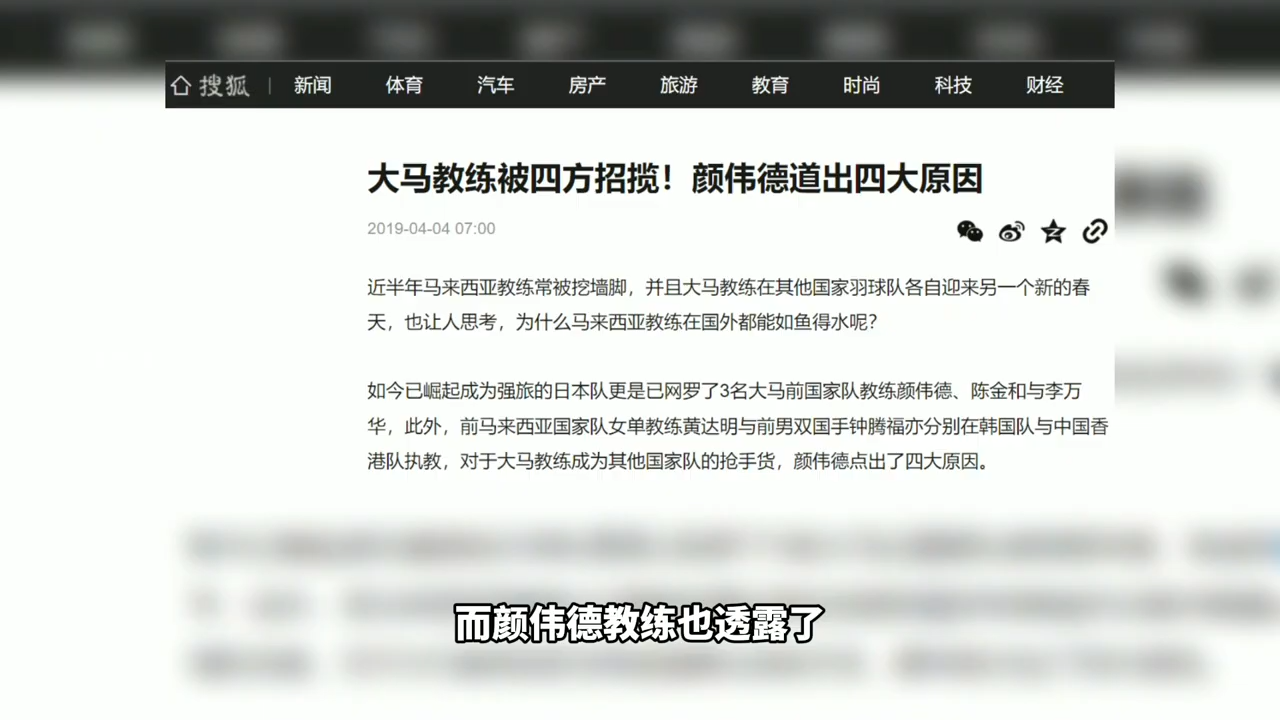 搜狐 | 新闻 体育 汽车 房产 旅游 教育 时尚 科技 财经
大马教练被四方招揽！颜伟德道出四大原因
2019-04-04 07:00
近半年马来西亚教练常被挖墙脚，并且大马教练在其他国家羽球队各自迎来另一个新的春
天，也让人思考，为什么马来西亚教练在国外都能如鱼得水呢？
如今已崛起成为强旅的日本队更是已网罗了3名大马前国家队教练颜伟德、陈金和与李万
华，此外，前马来西亚国家队女单教练黄达明与前男双国手钟腾福亦分别在韩国队与中国香
港队执教，对于大马教练成为其他国家队的抢手货，颜伟德点出了四大原因。
而颜伟德教练也透露了